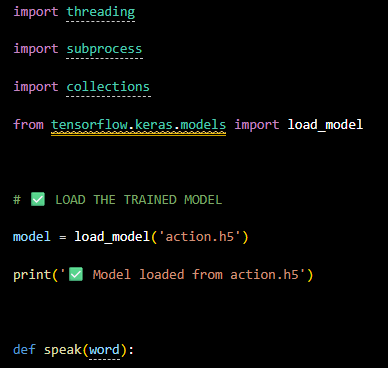 import threading
import subprocess
import collections
from tensorflow.keras.models import load_model
# ✅ LOAD THE TRAINED MODEL
model = load_model('action.h5')
print('✅ Model loaded from action.h5')
def speak(word):